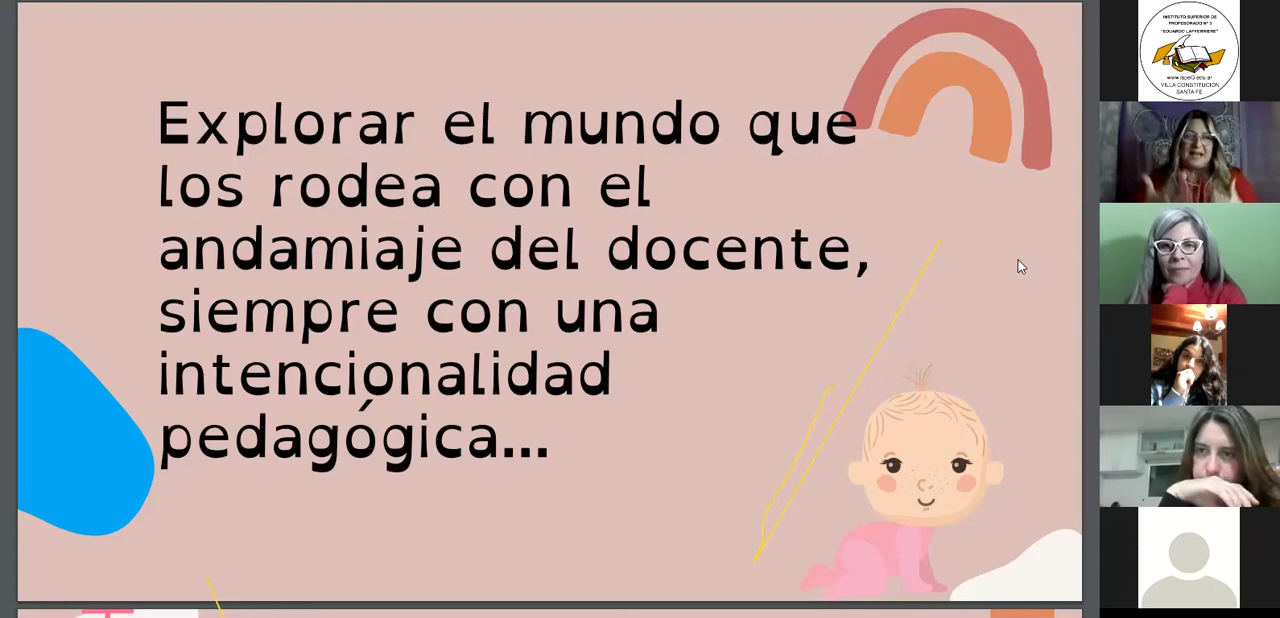 Explorar el mundo que
los rodea con el
andamiaje del docente,
siempre con una
intencionalidad
pedagógica...
INSTITUTO SUPERIOR DE
PROFESORADO Nº 3
"EDUARDO LAFFERRIERE"
VILLA CONSTITUCIÓN
SANTA FE